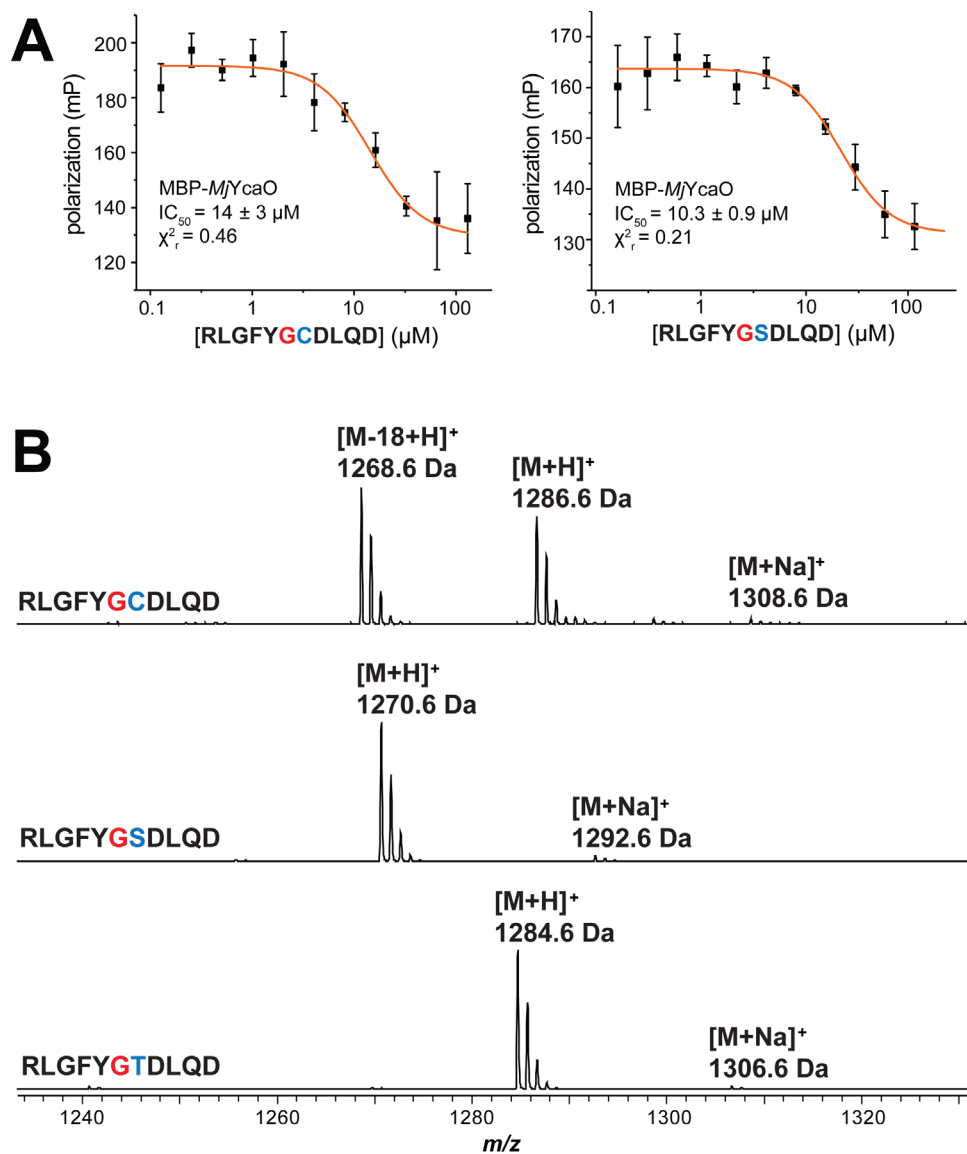 A
polarization (mP)
200
180
160
140
120
MBP-MjYcaO
IC50 = 14 ± 3 µM
χ²r = 0.46
0.1 1 10 100
[RLGFYGCDLQD] (µM)
polarization (mP)
170
160
150
140
130
MBP-MjYcaO
IC50 = 10.3 ± 0.9 µM
χ²r = 0.21
0.1 1 10 100
[RLGFYGSDLQD] (µM)
B
[M-18+H]+
1268.6 Da
[M+H]+
1286.6 Da
[M+Na]+
1308.6 Da
RLGFYGCDLQD
[M+H]+
1270.6 Da
[M+Na]+
1292.6 Da
RLGFYGSDLQD
[M+H]+
1284.6 Da
[M+Na]+
1306.6 Da
RLGFYGTDLQD
1240 1260 1280 1300 1320
m/z